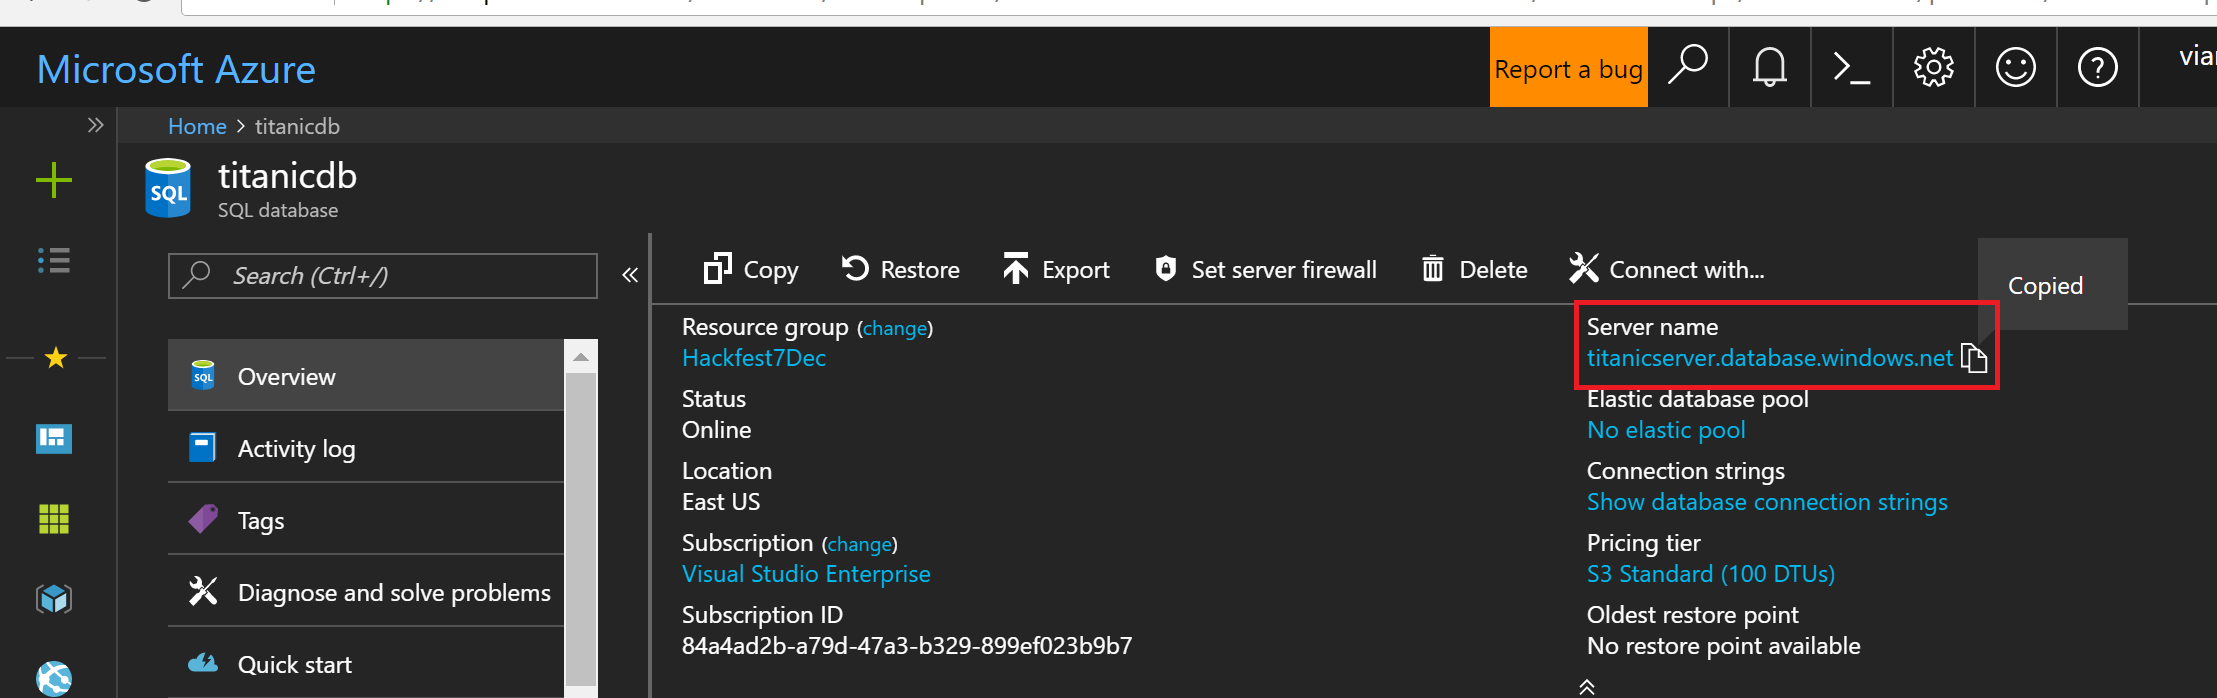 Microsoft Azure
Report a bug
Home > titanicdb
SQL
titanicdb
SQL database
Search (Ctrl+/)
Copy
Restore
Export
Set server firewall
Delete
Connect with...
Copied
SQL
Overview
Activity log
Tags
Diagnose and solve problems
Quick start
Resource group (change)
Hackfest7Dec
Status
Online
Location
East US
Subscription (change)
Visual Studio Enterprise
Subscription ID
84a4ad2b-a79d-47a3-b329-899ef023b9b7
Server name
titanicserver.database.windows.net
Elastic database pool
No elastic pool
Connection strings
Show database connection strings
Pricing tier
S3 Standard (100 DTUs)
Oldest restore point
No restore point available